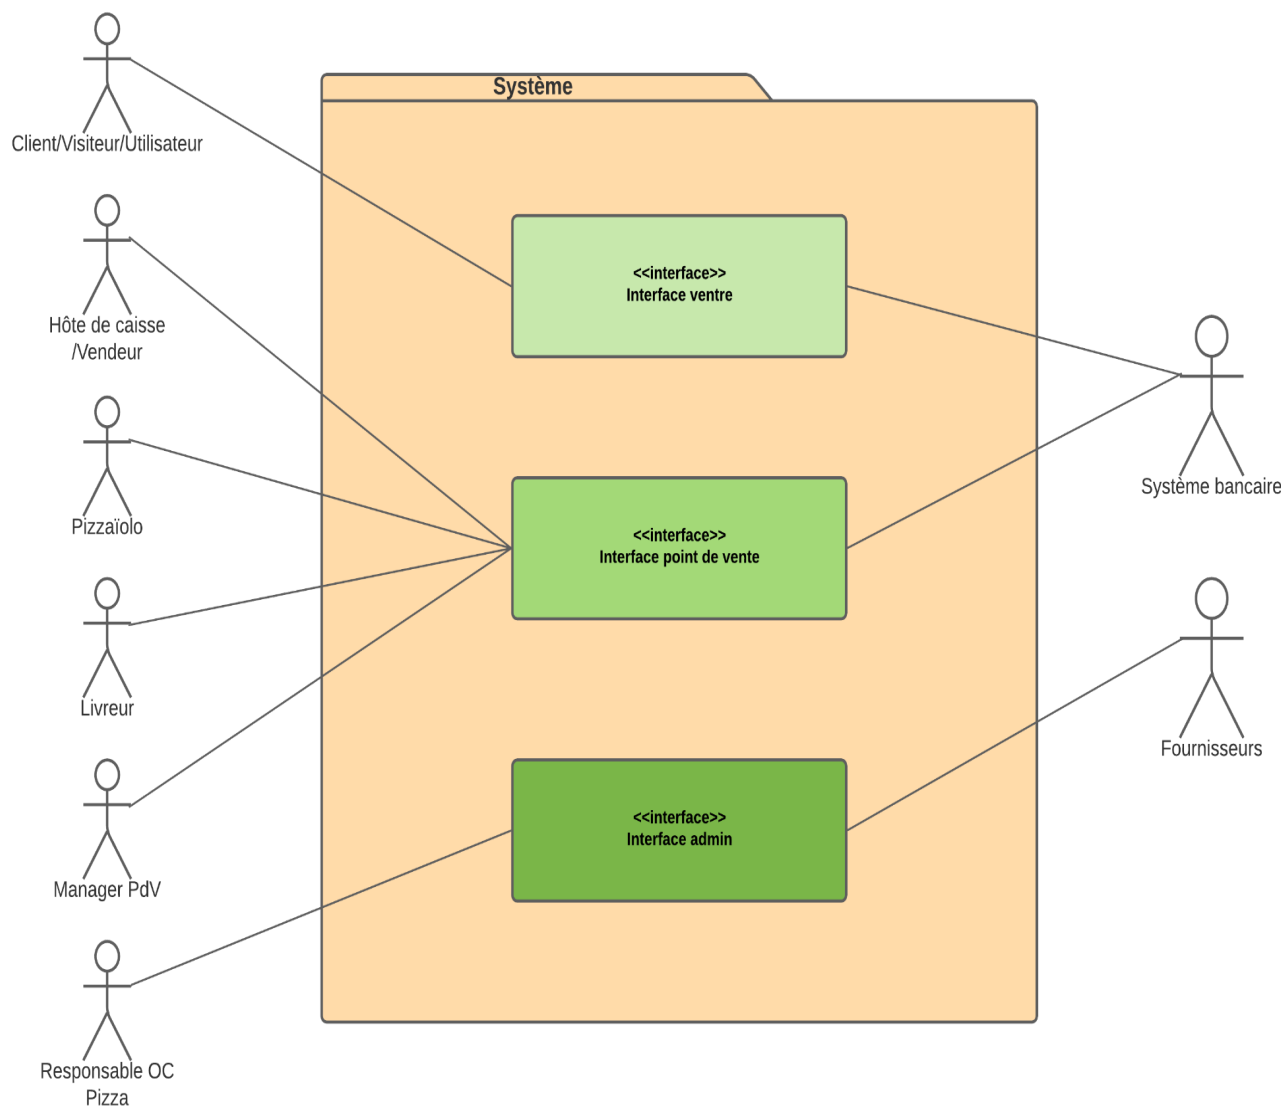 Système
Client/Visiteur/Utilisateur
<<interface>>
Interface ventre
Hôte de caisse
/Vendeur
Système bancaire
Pizzaïolo
<<interface>>
Interface point de vente
Livreur
Fournisseurs
<<interface>>
Interface admin
Manager PdV
Responsable OC
Pizza